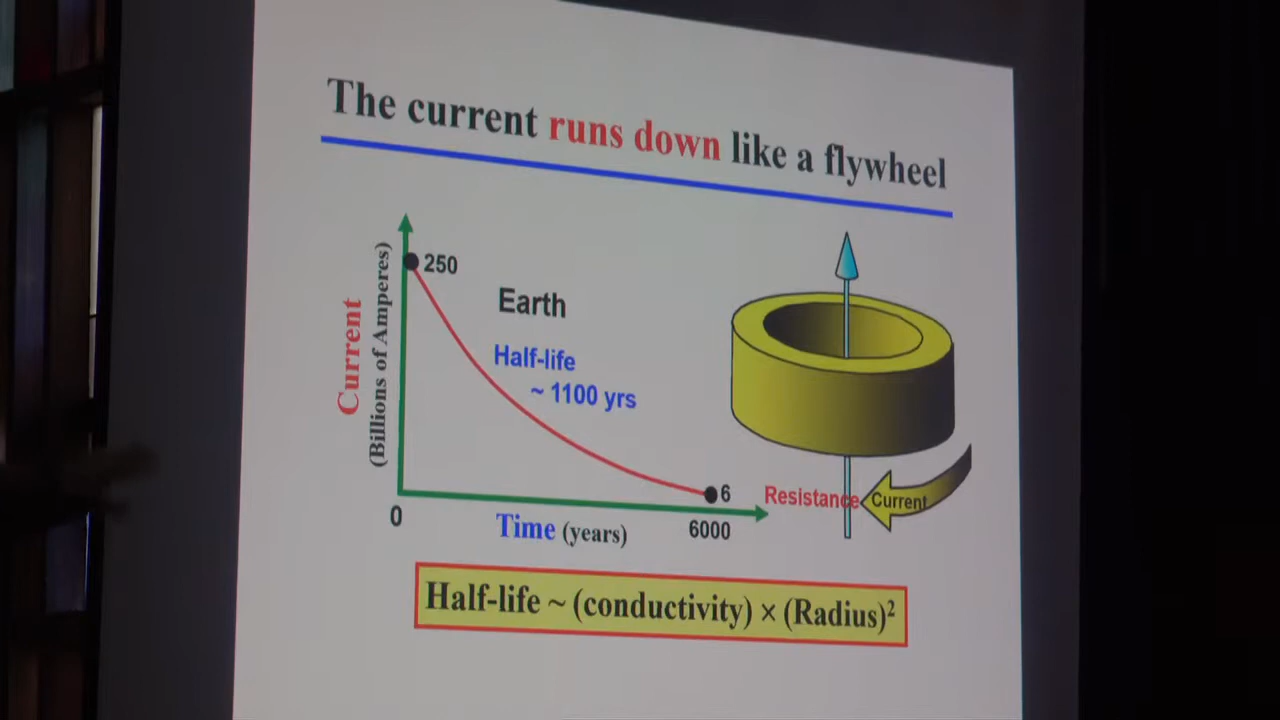 The current runs down like a flywheel
250
Earth
Half-life
~ 1100 yrs
Current
(Billions of Amperes)
6
Resistance
Current
0
Time (years)
6000
Half-life ~ (conductivity) × (Radius)²